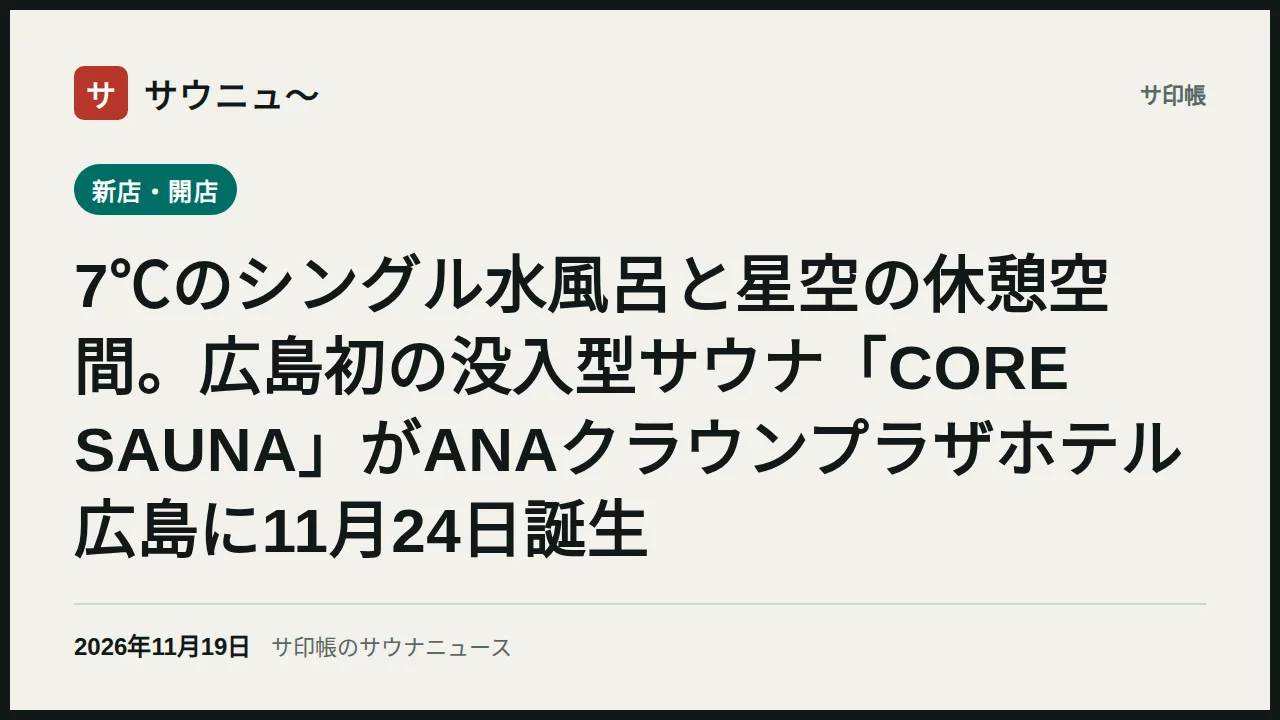 サ サウニュ〜
サ印帳
新店・開店
7℃のシングル水風呂と星空の休憩空
間。広島初の没入型サウナ「CORE
SAUNA」がANAクラウンプラザホテル
広島に11月24日誕生
2026年11月19日 サ印帳のサウナニュース